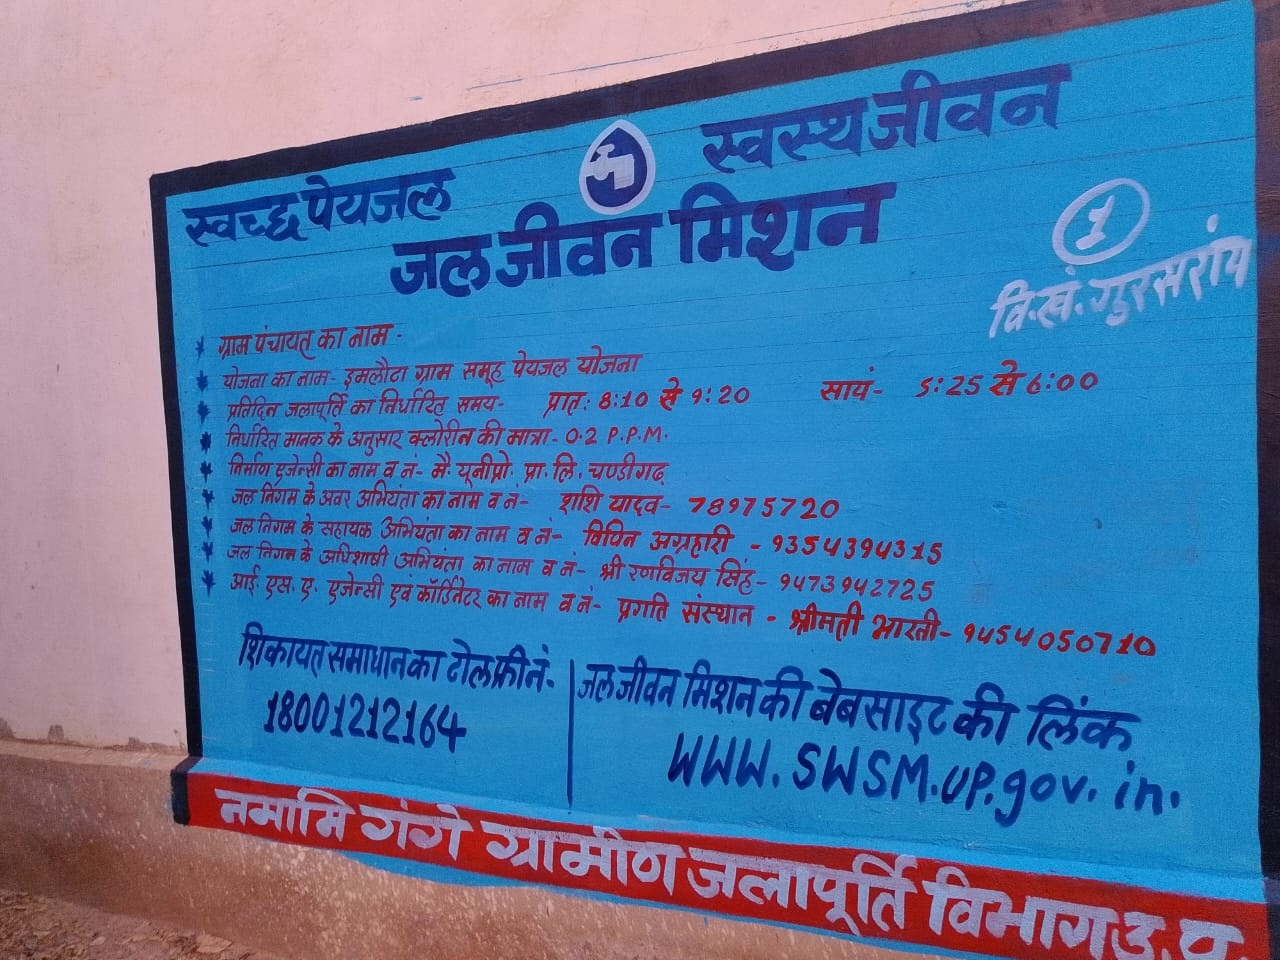 स्वच्छ पेयजल स्वस्थ जीवन
जल जीवन मिशन
1
वि.खं. गुरसरांय
ग्राम पंचायत का नाम -
योजना का नाम- इमलौटा ग्राम समूह पेयजल योजना
प्रतिदिन जलापूर्ति का निर्धारित समय- प्रात: 8:10 से 9:20 सायं- 5:25 से 6:00
निर्धारित मानक के अनुसार क्लोरीन की मात्रा- 0.2 P.P.M.
निर्माण एजेन्सी का नाम व नं- मै. यूनीप्रो. प्रा. लि. चण्डीगढ़
जल निगम के अवर अभियंता का नाम व नं- शशि यादव- 78975720
जल निगम के सहायक अभियंता का नाम व नं- विपिन अग्रहारी - 9354394315
जल निगम के अधिशाषी अभियंता का नाम व नं- श्री रणविजय सिंह- 9473942725
आई. एस. ए. एजेन्सी एवं कॉर्डिनेटर का नाम व नं- प्रगति संस्थान - श्रीमती भारती- 9454050710
शिकायत समाधान का टोल फ्री नं.-
18001212164
जल जीवन मिशन की बेबसाइट की लिंक
WWW. SWSM.UP.gov. in.
नमामि गंगे ग्रामीण जलापूर्ति विभाग उ.प्र.